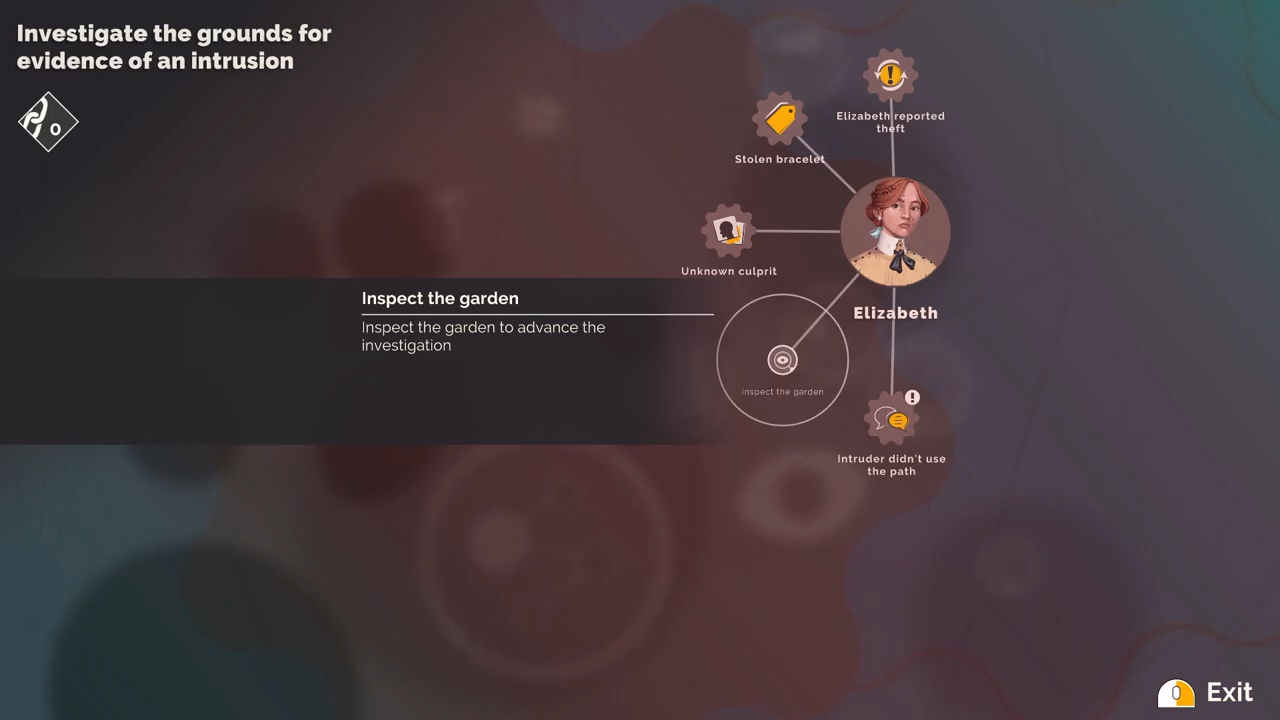 Investigate the grounds for
evidence of an intrusion
0
Elizabeth reported
theft
Stolen bracelet
Unknown culprit
Elizabeth
Inspect the garden
Inspect the garden to advance the
investigation
Inspect the garden
!
Intruder didn't use
the path
Exit